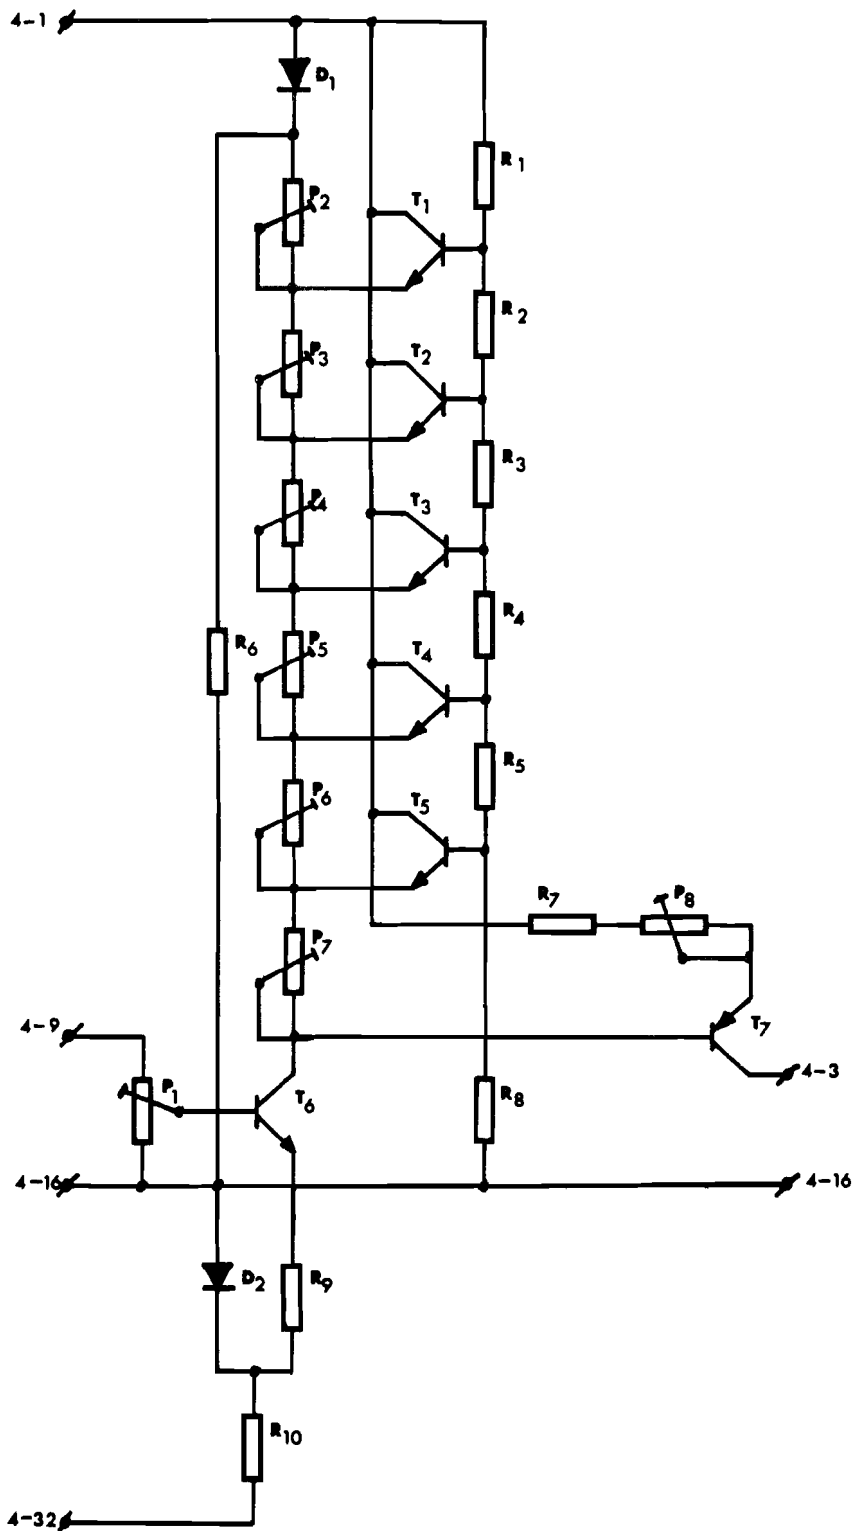 4-1
D1
R1
P2
T1
R2
P3
T2
R3
P4
T3
R4
R6
P5
T4
R5
P6
T5
R7
P8
P7
4-9
T7
P1
T6
R8
4-3
4-16
4-16
D2
R9
R10
4-32